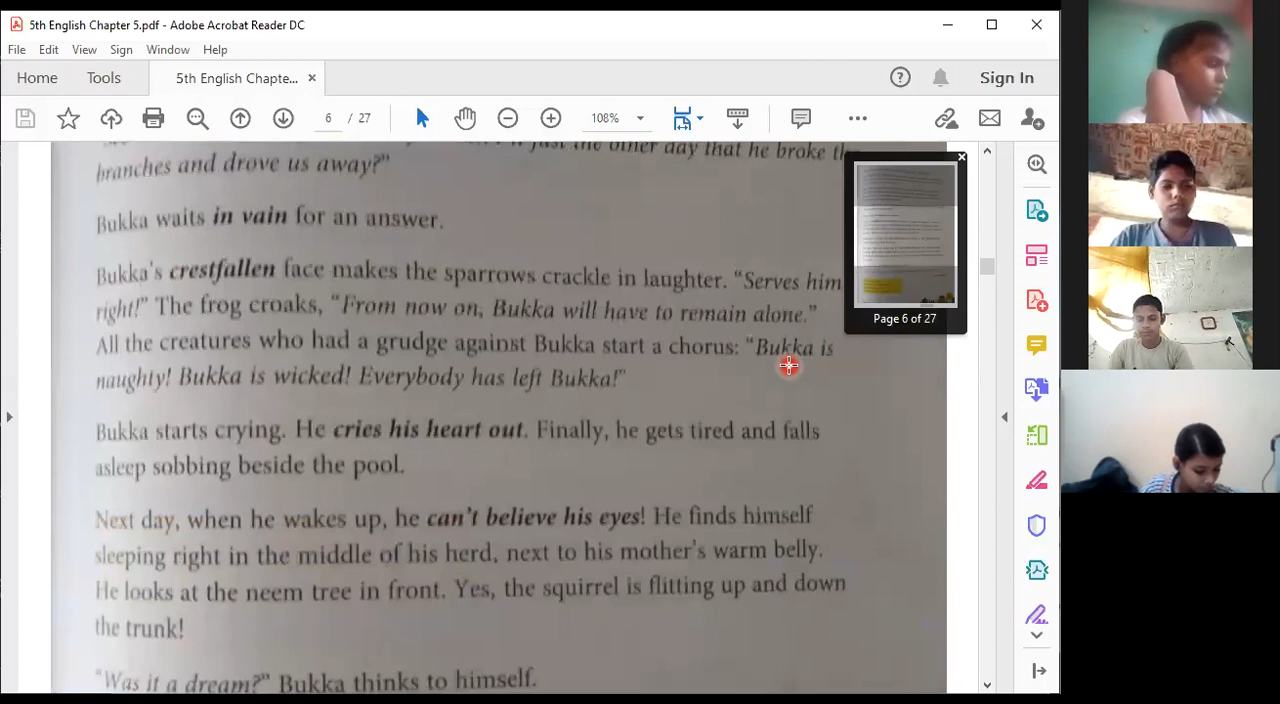 5th English Chapter 5.pdf - Adobe Acrobat Reader DC
File Edit View Sign Window Help
Home Tools 5th English Chapte... × Sign In
6 / 27 108%
just the other day that he broke
branches and drove us away?"
Bukka waits in vain for an answer.
Bukka's crestfallen face makes the sparrows crackle in laughter. "Serves him
right!" The frog croaks, "From now on, Bukka will have to remain alone."
All the creatures who had a grudge against Bukka start a chorus: "Bukka is
naughty! Bukka is wicked! Everybody has left Bukka!"
Bukka starts crying. He cries his heart out. Finally, he gets tired and falls
asleep sobbing beside the pool.
Next day, when he wakes up, he can't believe his eyes! He finds himself
sleeping right in the middle of his herd, next to his mother's warm belly.
He looks at the neem tree in front. Yes, the squirrel is flitting up and down
the trunk!
"Was it a dream?" Bukka thinks to himself.
Page 6 of 27